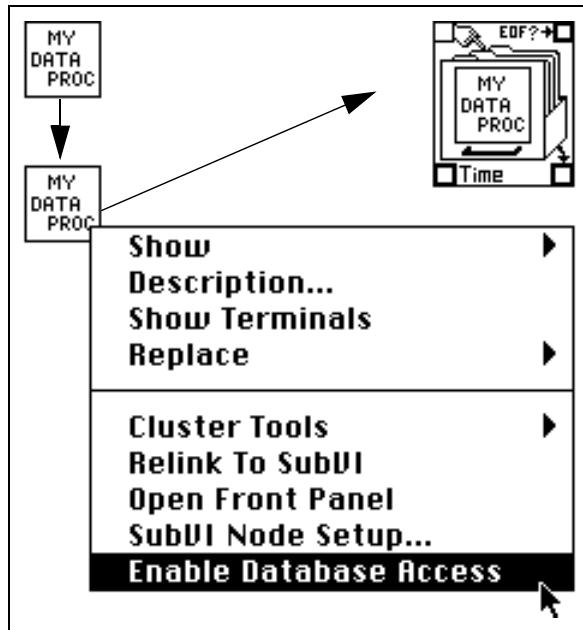 MY
DATA
PROC
EOF?
MY
DATA
PROC
Time
MY
DATA
PROC
Show
Description...
Show Terminals
Replace
Cluster Tools
Relink To SubVI
Open Front Panel
SubVI Node Setup...
Enable Database Access